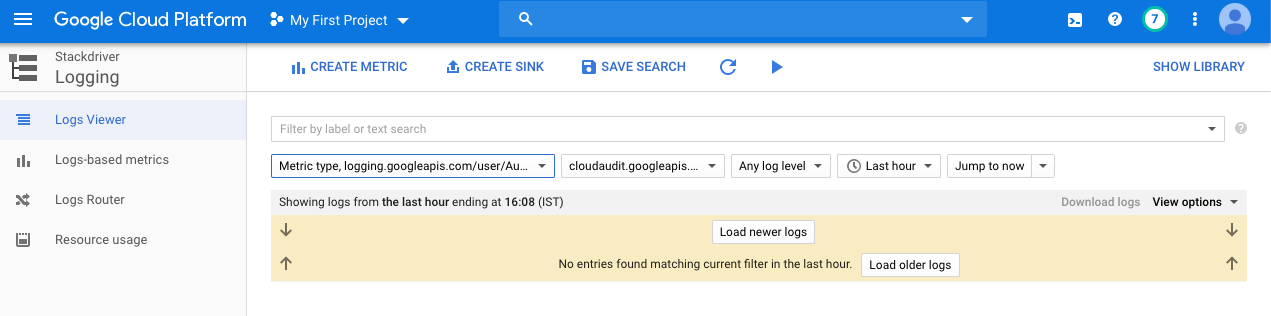 Google Cloud Platform
My First Project
7
Stackdriver
Logging
CREATE METRIC
CREATE SINK
SAVE SEARCH
SHOW LIBRARY
Logs Viewer
Logs-based metrics
Logs Router
Resource usage
Filter by label or text search
?
Metric type, logging.googleapis.com/user/Au...
cloudaudit.googleapis....
Any log level
Last hour
Jump to now
Showing logs from the last hour ending at 16:08 (IST)
Download logs
View options
Load newer logs
No entries found matching current filter in the last hour.
Load older logs